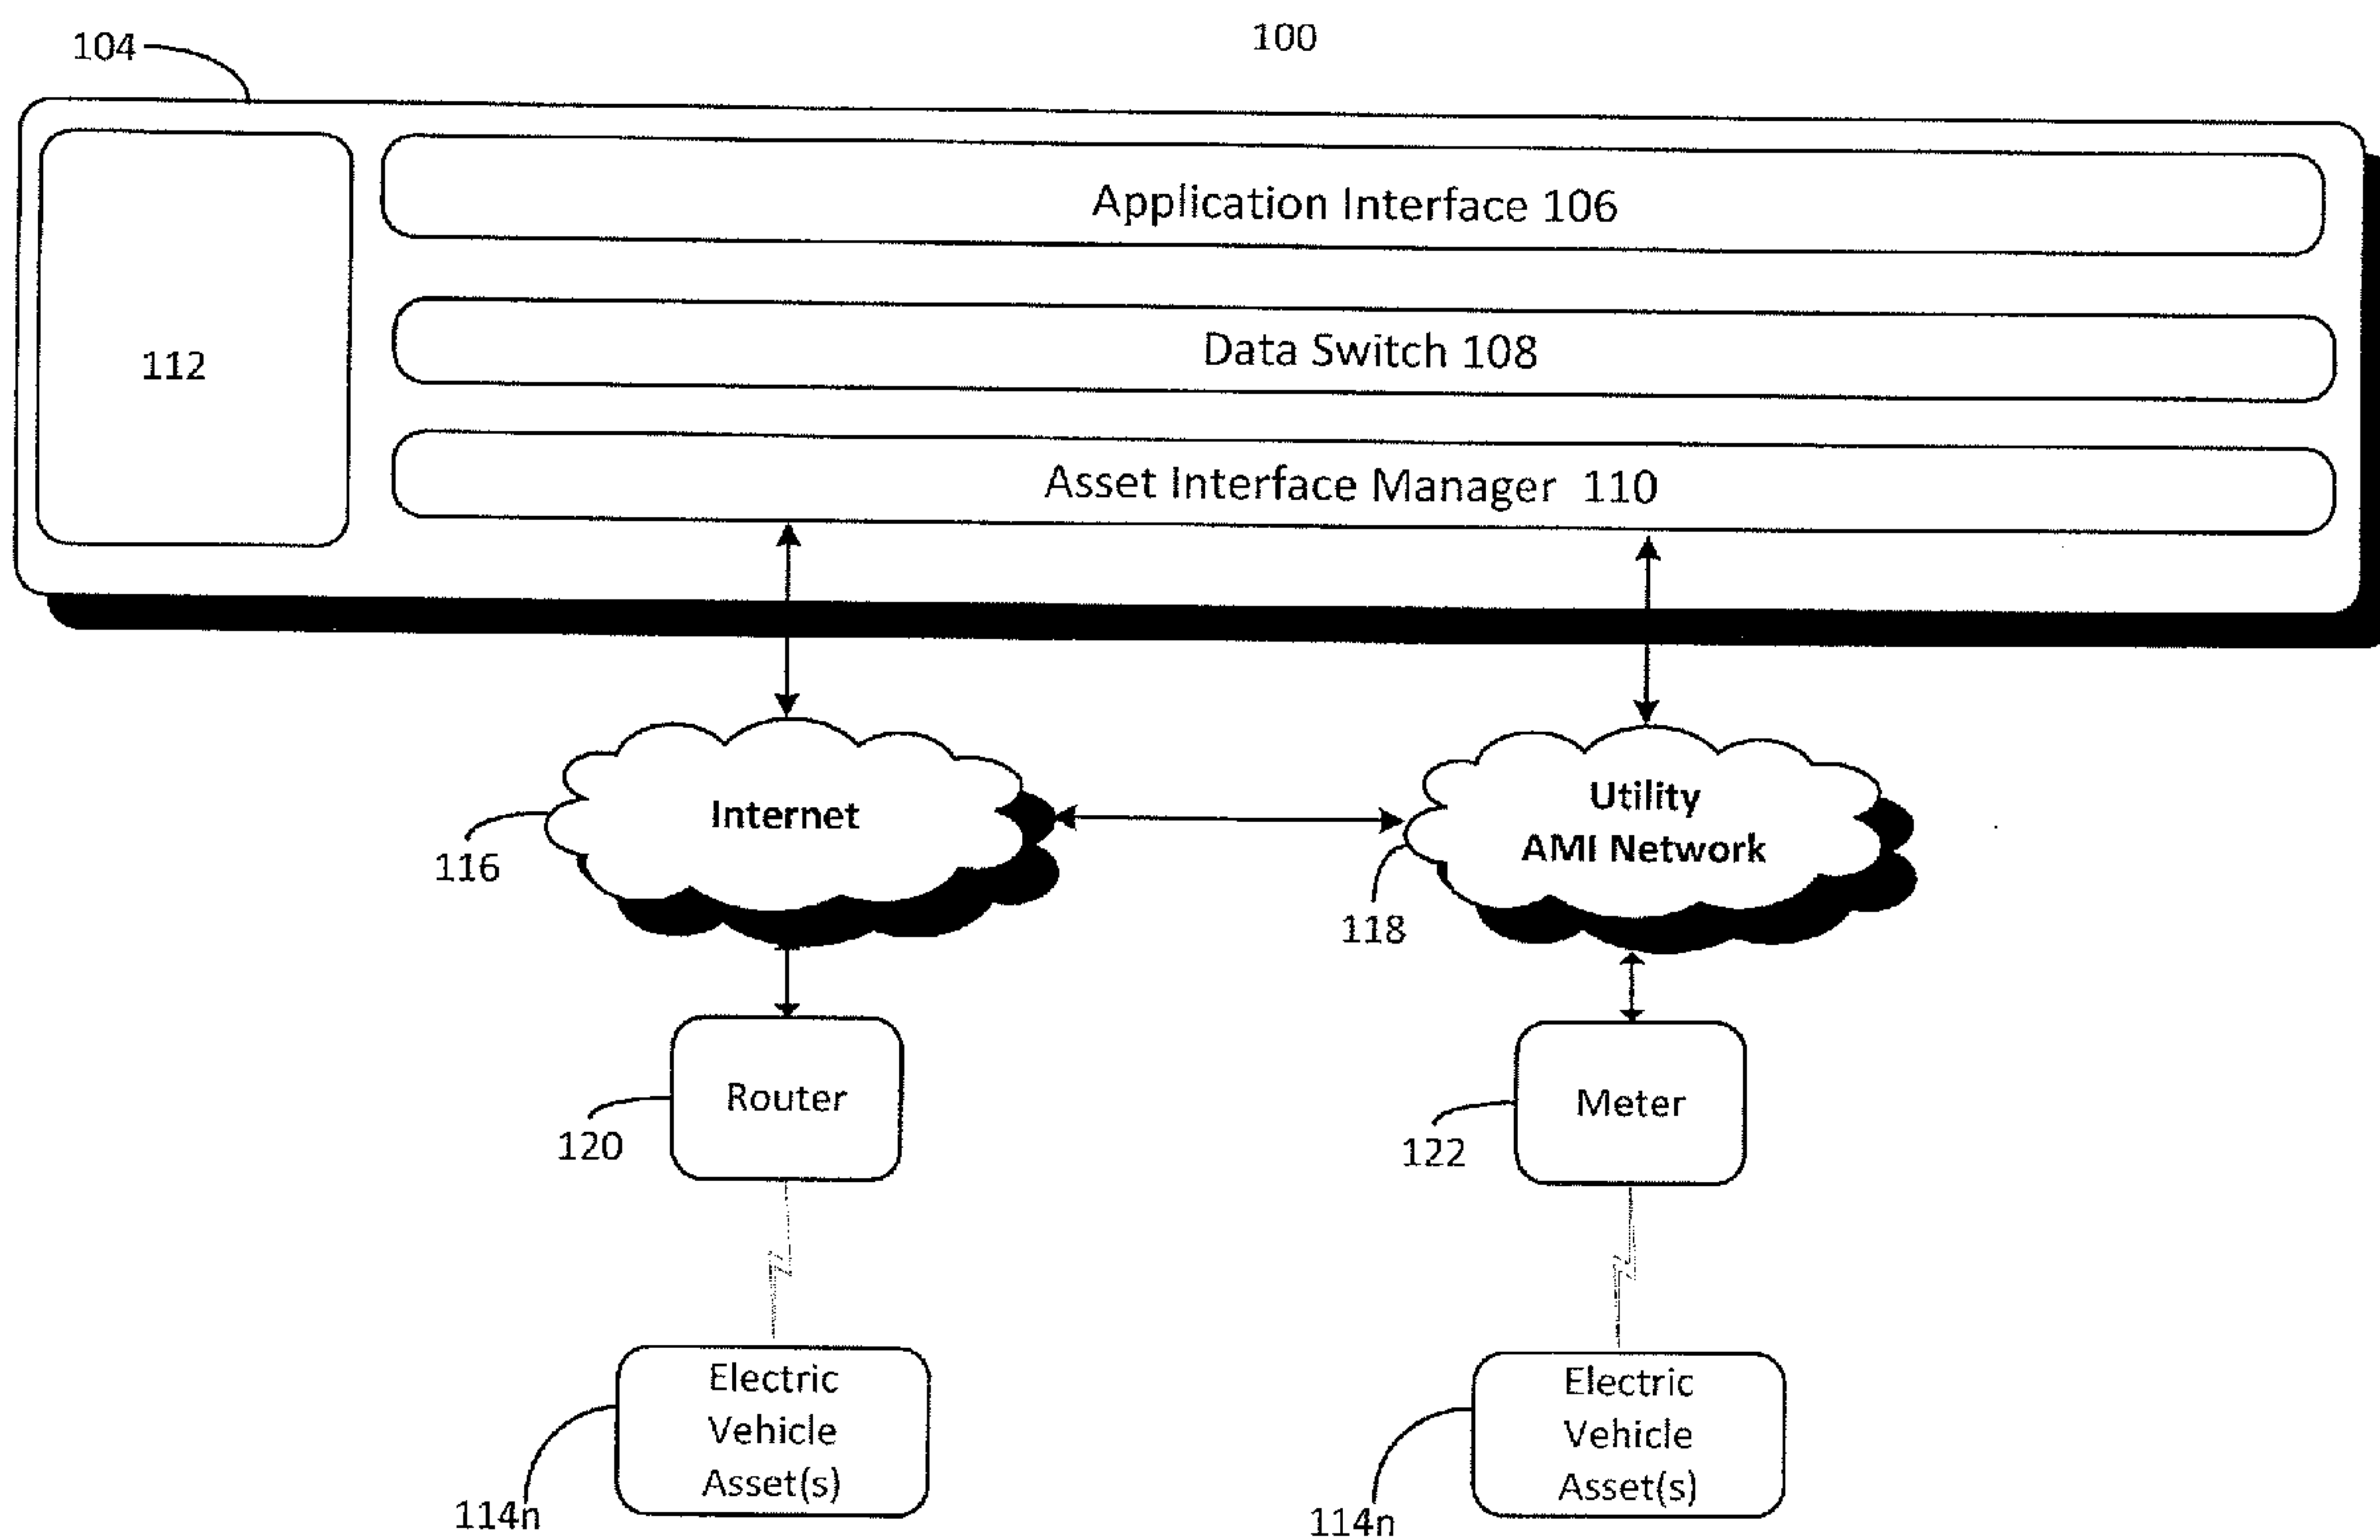 104
100
Application Interface 106
112
Data Switch 108
Asset Interface Manager 110
Internet
Utility
AMI Network
116
118
Router
Meter
120
122
Electric
Vehicle
Asset(s)
Electric
Vehicle
Asset(s)
114n
114n